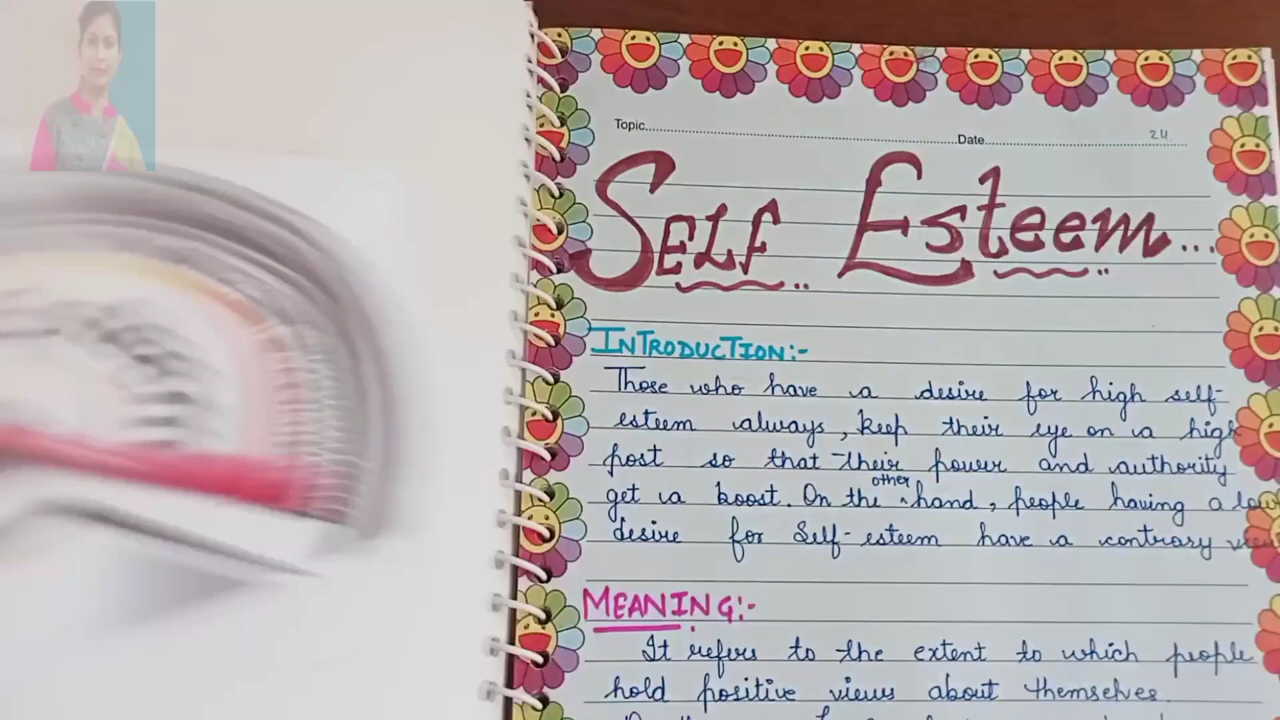 Topic
Date
24
SELF ESteem...
INTRODUCTION:-
Those who have a desire for high self-
esteem always, keep their eye on a high
post so that their power and authority
other
get a boost. On the ^ hand, people having a low
desire for Self-esteem have a contrary view
MEANING:-
It refers to the extent to which people
hold positive views about themselves